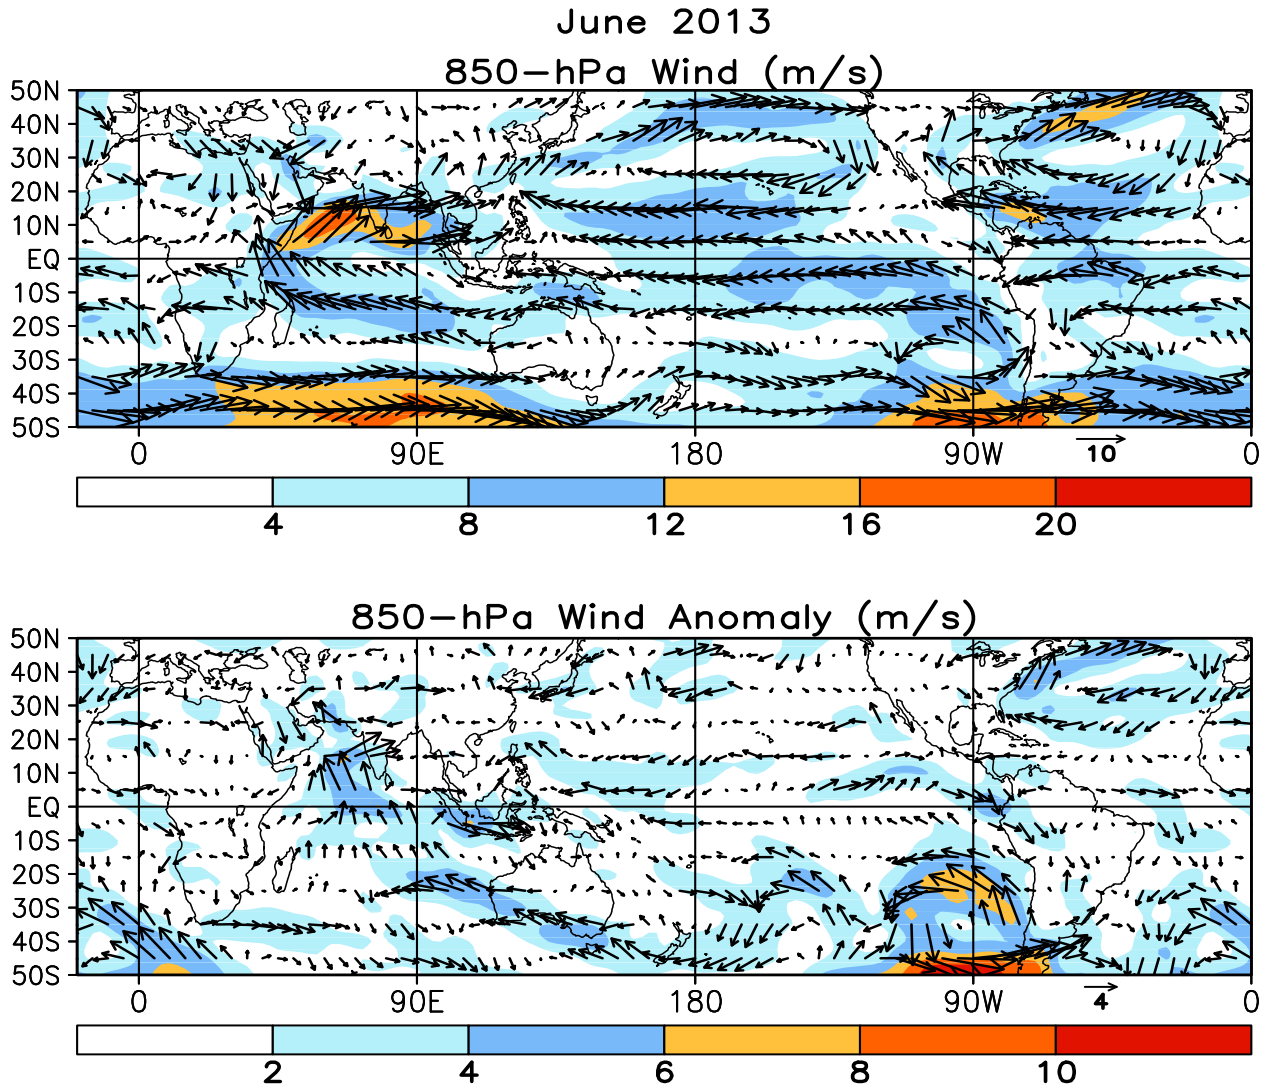 June 2013
850-hPa Wind (m/s)
50N
40N
30N
20N
10N
EQ
10S
20S
30S
40S
50S
0 90E 180 90W 0
10
4 8 12 16 20
850-hPa Wind Anomaly (m/s)
50N
40N
30N
20N
10N
EQ
10S
20S
30S
40S
50S
0 90E 180 90W 0
4
2 4 6 8 10